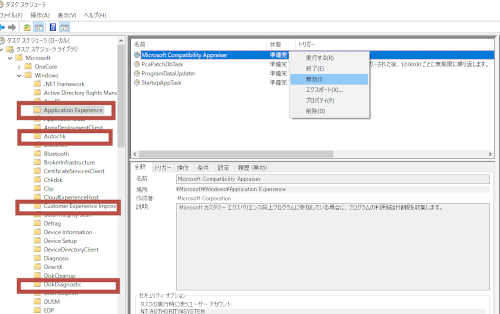 タスク スケジューラ
ファイル(F) 操作(A) 表示(V) ヘルプ(H)
タスク スケジューラ (ローカル)
タスク スケジューラ ライブラリ
Microsoft
OneCore
Windows
.NET Framework
Active Directory Rights Mana
Application Experience
AppxDeploymentClient
Autochk
Bluetooth
BrokerInfrastructure
CertificateServicesClient
Chkdsk
Clip
CloudExperienceHost
Customer Experience Improv
Defrag
Device Information
Device Setup
DeviceDirectoryClient
Diagnosis
DirectX
DiskCleanup
DiskDiagnostic
DUSM
EDP
名前 状態 トリガー
Microsoft Compatibility Appraiser 準備完
PcaPatchDbTask 準備完 ガーされた後、12:00:00 ごとに無期限に繰り返します。
ProgramDataUpdater 準備完
StartupAppTask 準備完
実行する(R)
終了(E)
無効(I)
エクスポート(X)...
プロパティ(P)
削除(D)
全般 トリガー 操作 条件 設定 履歴 (無効)
名前 Microsoft Compatibility Appraiser
場所 ¥Microsoft¥Windows¥Application Experience
作成者: Microsoft Corporation
説明 Microsoft カスタマー エクスペリエンス向上プログラムに参加している場合に、プログラムの利用統計情報を収集します。
セキュリティ オプション
タスクの実行時に使うユーザー アカウント
NT AUTHORITY¥SYSTEM